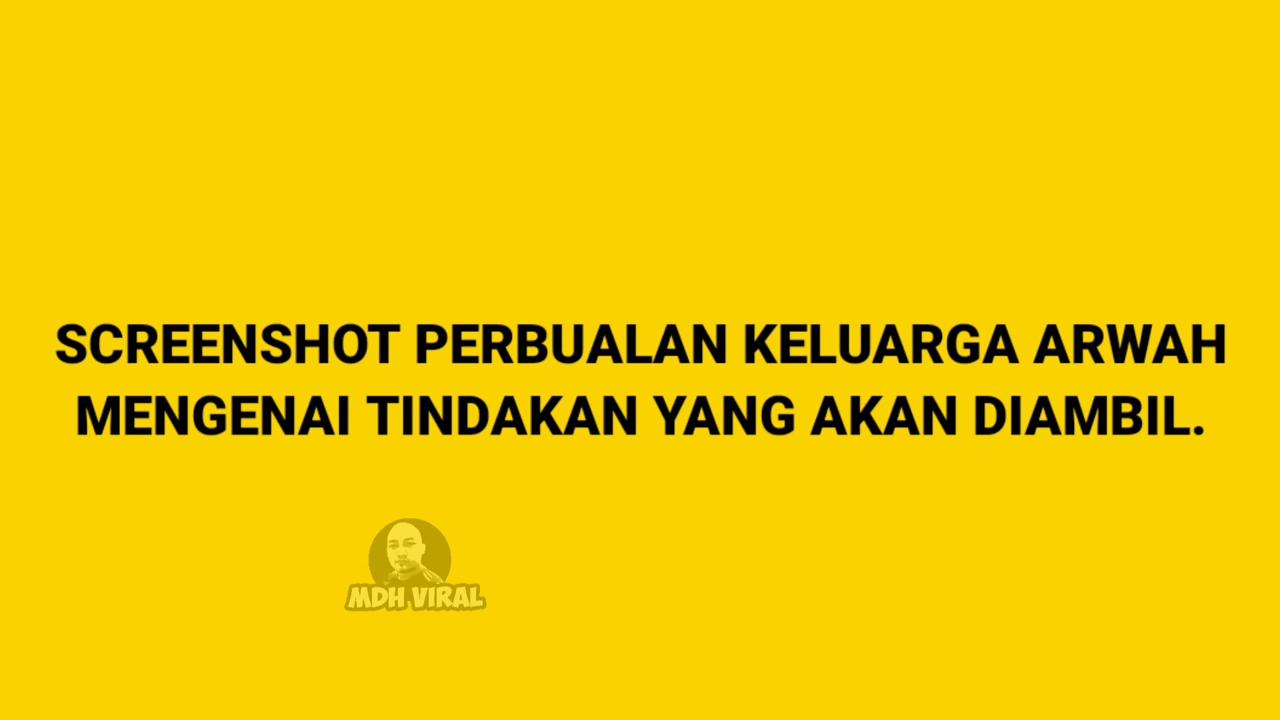 SCREENSHOT PERBUALAN KELUARGA ARWAH
MENGENAI TINDAKAN YANG AKAN DIAMBIL.
MDH VIRAL